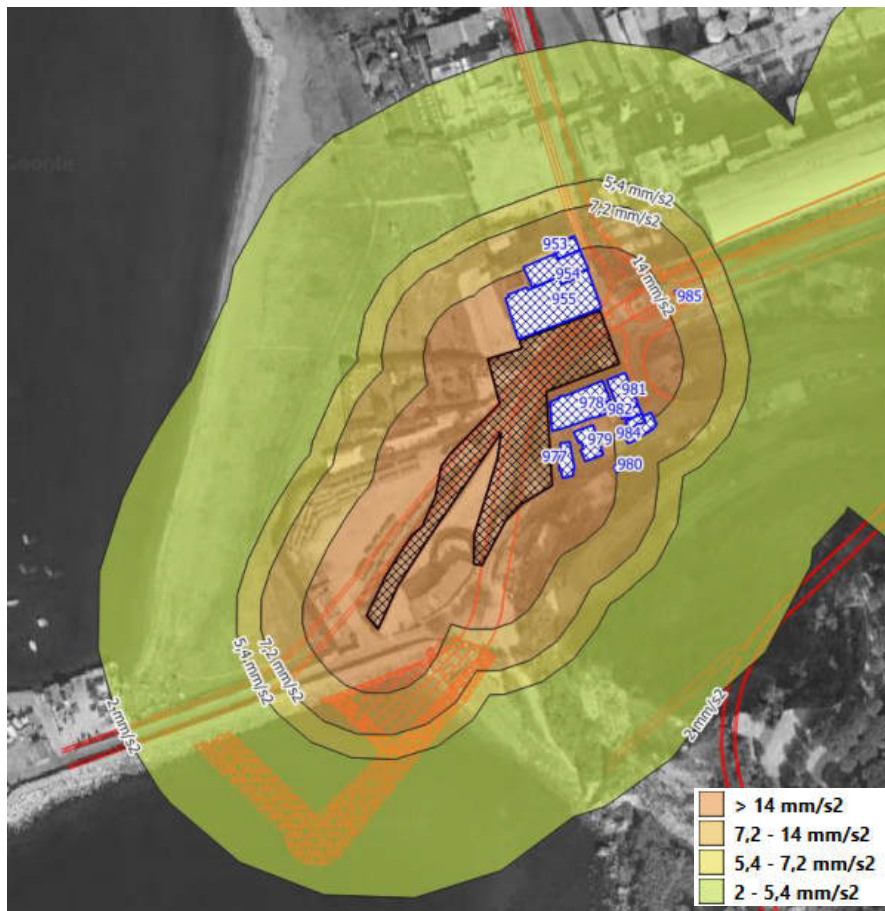 Google
5,4 mm/s2
7,2 mm/s2
14 mm/s2
953
954
955
985
981
978
982
984
979
977
980
7,2 mm/s2
5,4 mm/s2
2 mm/s2
2 mm/s2
> 14 mm/s2
7,2 - 14 mm/s2
5,4 - 7,2 mm/s2
2 - 5,4 mm/s2